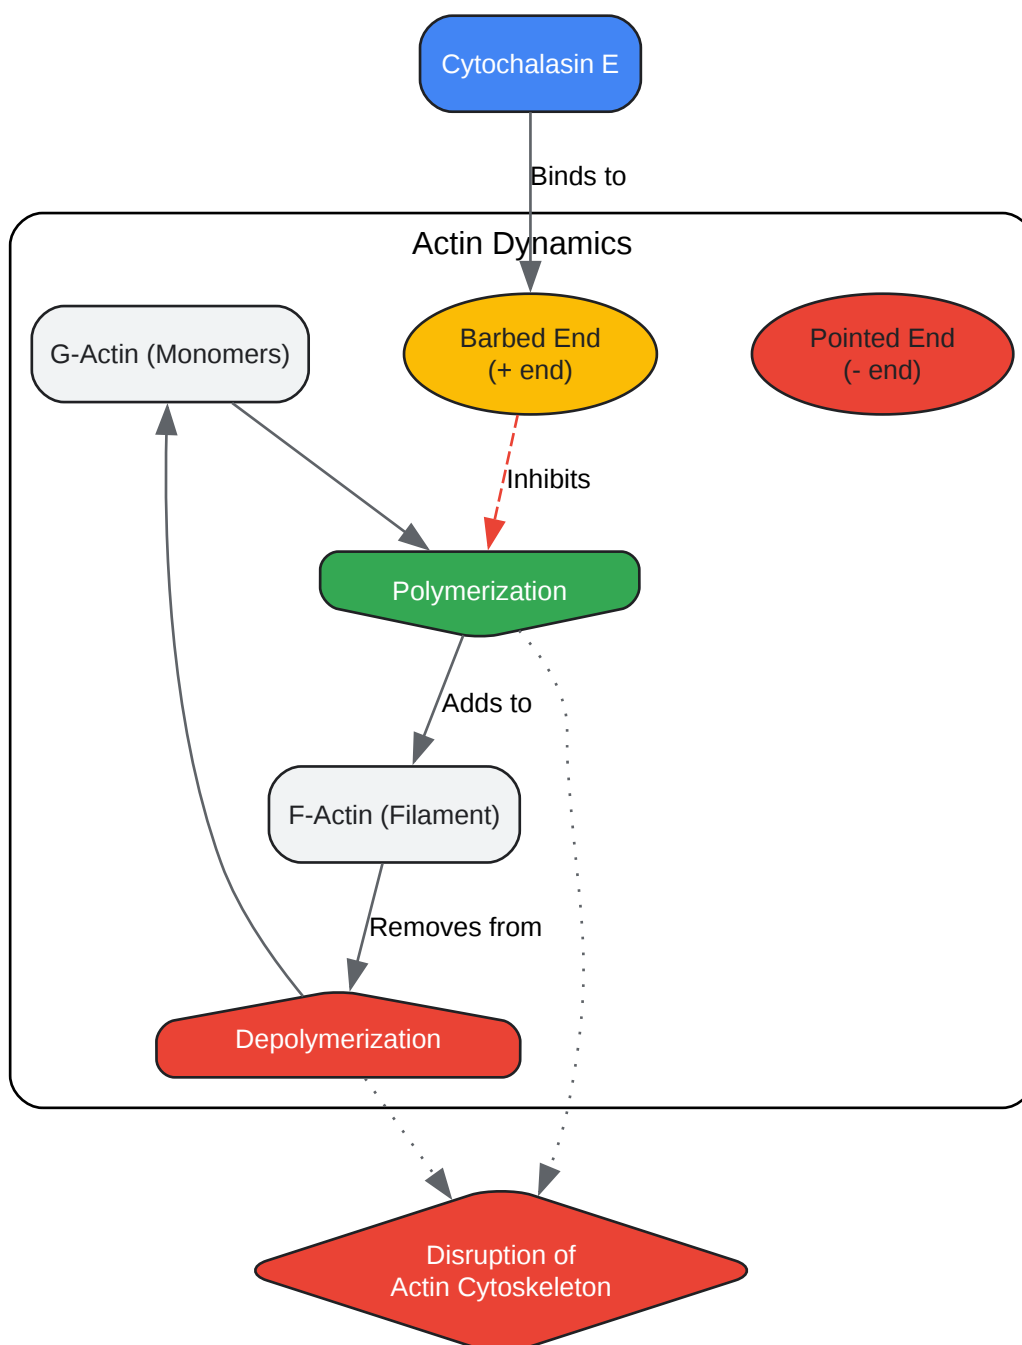 Cytochalasin E
Binds to
Actin Dynamics
G-Actin (Monomers)
Barbed End
(+ end)
Pointed End
(- end)
Inhibits
Polymerization
Adds to
F-Actin (Filament)
Removes from
Depolymerization
Disruption of
Actin Cytoskeleton